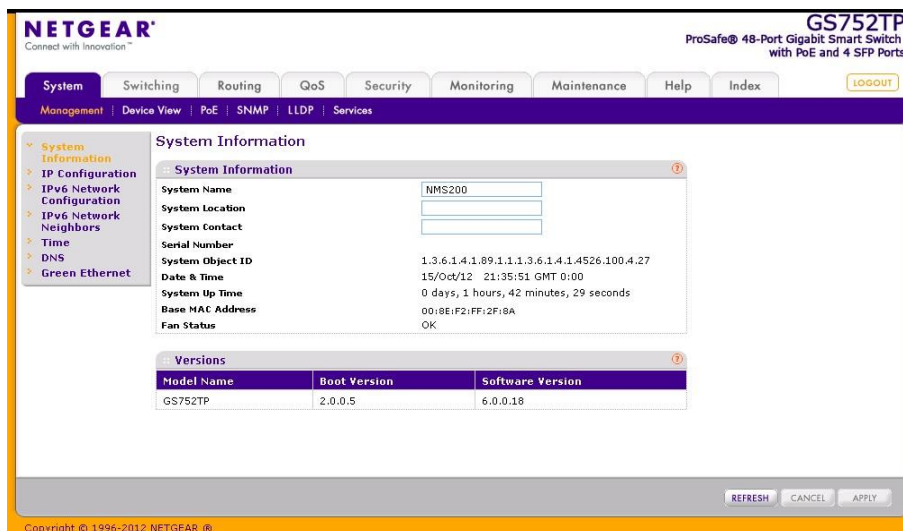 NETGEAR®
Connect with Innovation™
GS752TP
ProSafe® 48-Port Gigabit Smart Switch
with PoE and 4 SFP Ports
System Switching Routing QoS Security Monitoring Maintenance Help Index LOGOUT
Management Device View PoE SNMP LLDP Services
System Information
IP Configuration
IPv6 Network Configuration
IPv6 Network Neighbors
Time
DNS
Green Ethernet
System Information
System Information ?
System Name NMS200
System Location
System Contact
Serial Number
System Object ID 1.3.6.1.4.1.89.1.1.1.3.6.1.4.1.4526.100.4.27
Date & Time 15/Oct/12 21:35:51 GMT 0:00
System Up Time 0 days, 1 hours, 42 minutes, 29 seconds
Base MAC Address 00:8E:F2:FF:2F:8A
Fan Status OK
Versions ?
Model Name Boot Version Software Version
GS752TP 2.0.0.5 6.0.0.18
REFRESH CANCEL APPLY
Copyright © 1996-2012 NETGEAR ®